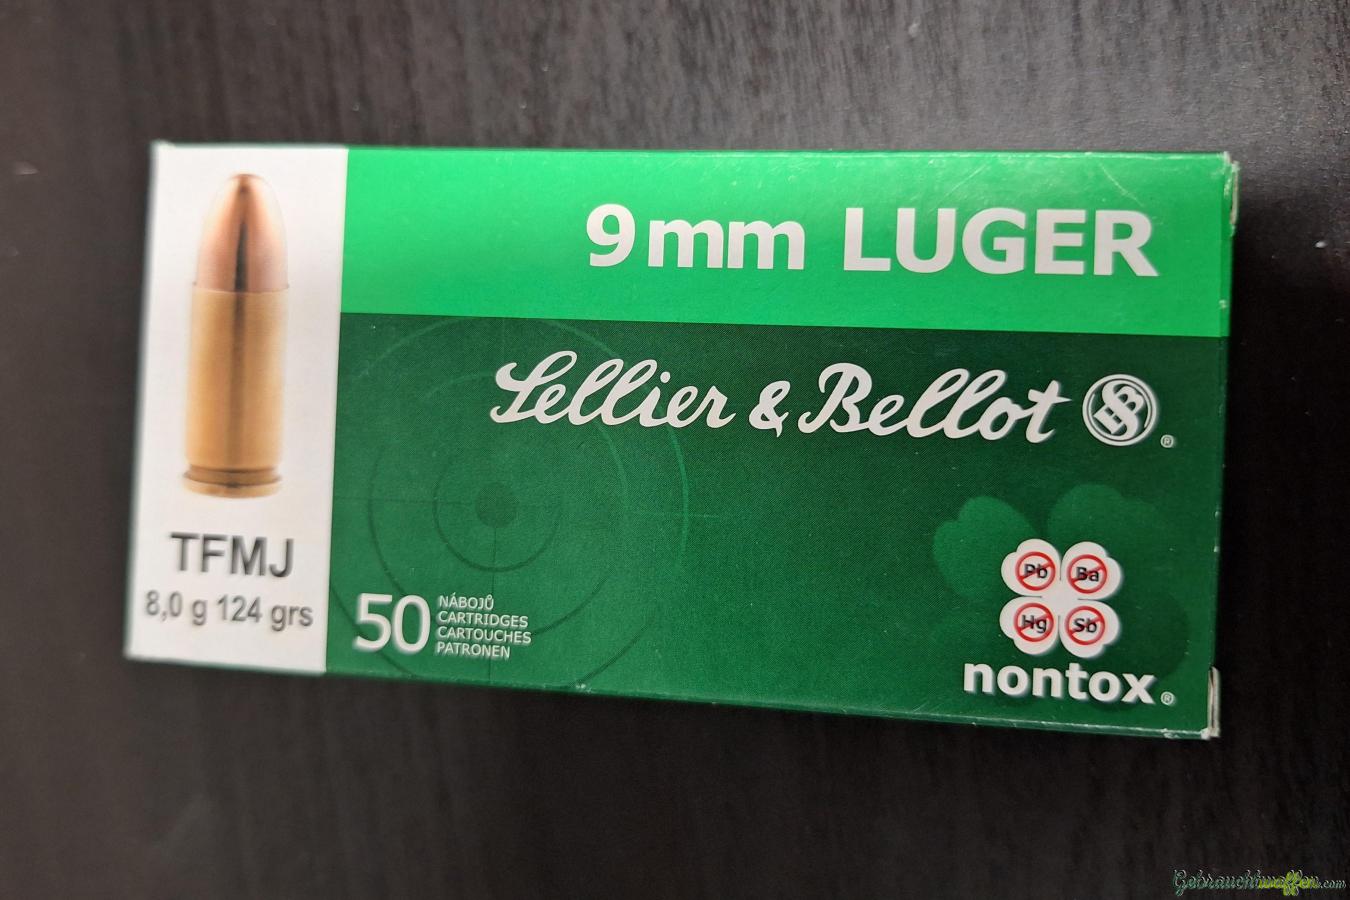 9mm LUGER
Sellier & Bellot
®
TFMJ
8,0 g 124 grs
50
NÁBOJŮ
CARTRIDGES
CARTOUCHES
PATRONEN
Pb Ba
Hg Sb
nontox®
Gebrauchtwaffen.com